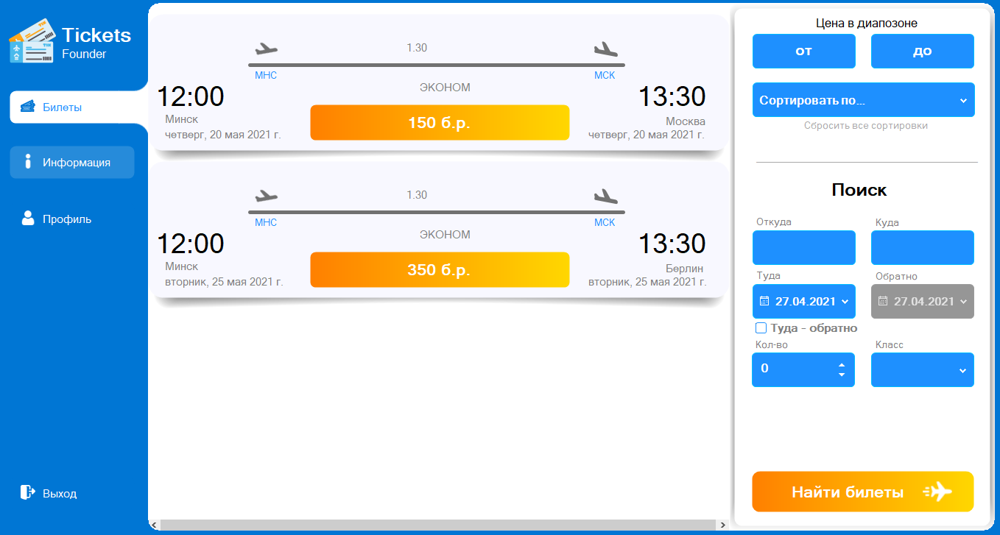 Tickets
Founder
Билеты
Информация
Профиль
Выход
1.30
МНС
МСК
ЭКОНОМ
12:00
13:30
Минск
Москва
150 б.р.
четверг, 20 мая 2021 г.
четверг, 20 мая 2021 г.
1.30
МНС
МСК
ЭКОНОМ
12:00
13:30
Минск
Берлин
350 б.р.
вторник, 25 мая 2021 г.
вторник, 25 мая 2021 г.
Цена в диапозоне
от
до
Сортировать по...
Сбросить все сортировки
Поиск
Откуда
Куда
Туда
Обратно
27.04.2021
27.04.2021
Туда - обратно
Кол-во
Класс
0
Найти билеты